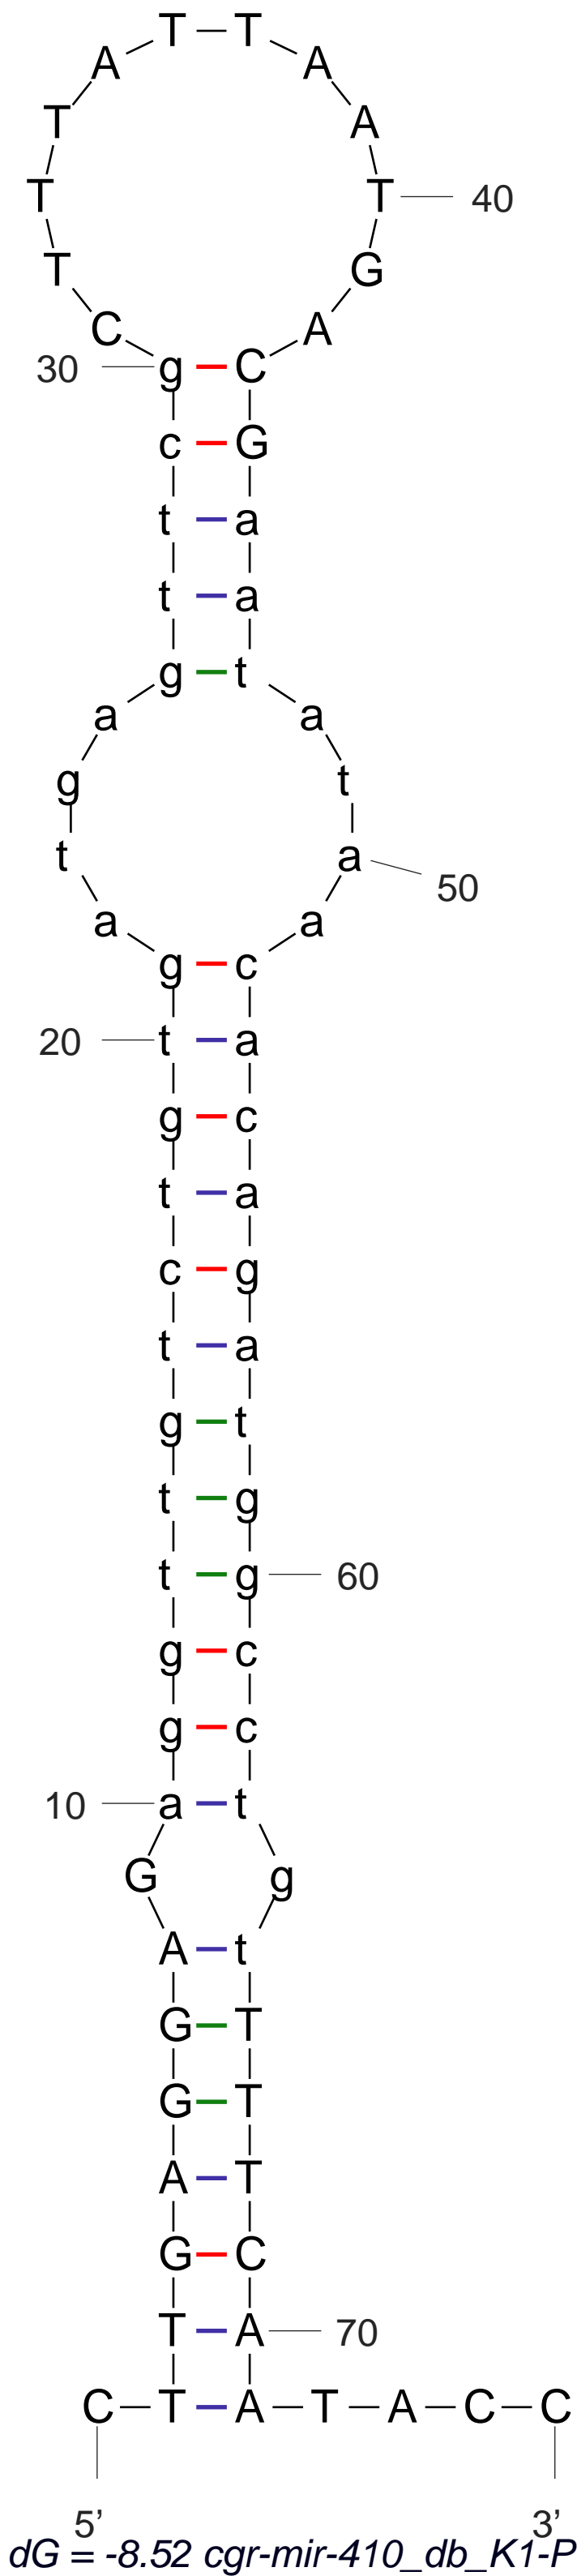 T T
A A
T A
T T 40
T G
C A
30 g C
c G
t a
t a
g t
a a
g t
t a 50
a a
g c
20 t a
g c
t a
c g
t a
g t
t g
t g 60
g c
g c
10 a t
G g
A t
G T
G T
A T
G C
T A 70
C T A T A C C
5’ 3’
dG = -8.52 cgr-mir-410_db_K1-P